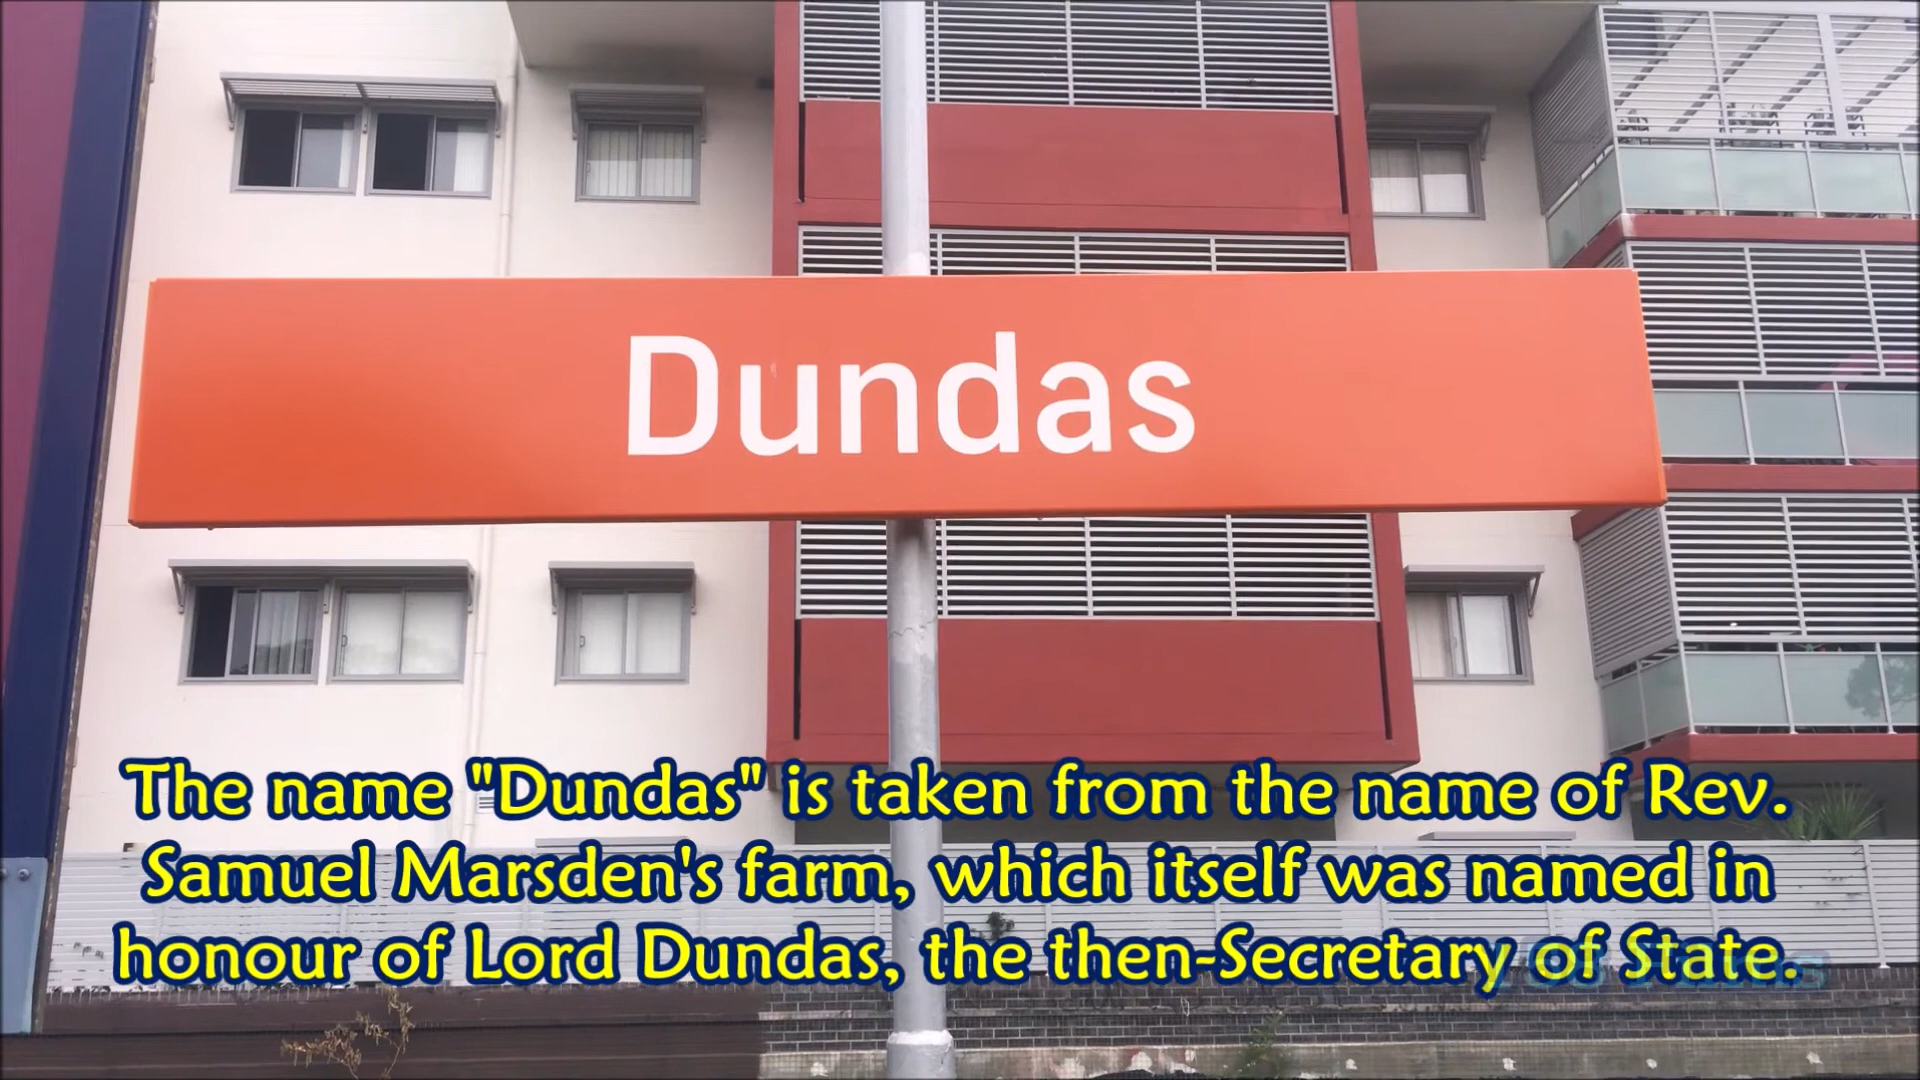 Dundas
The name "Dundas" is taken from the name of Rev.
Samuel Marsden's farm, which itself was named in
honour of Lord Dundas, the then-Secretary of State.